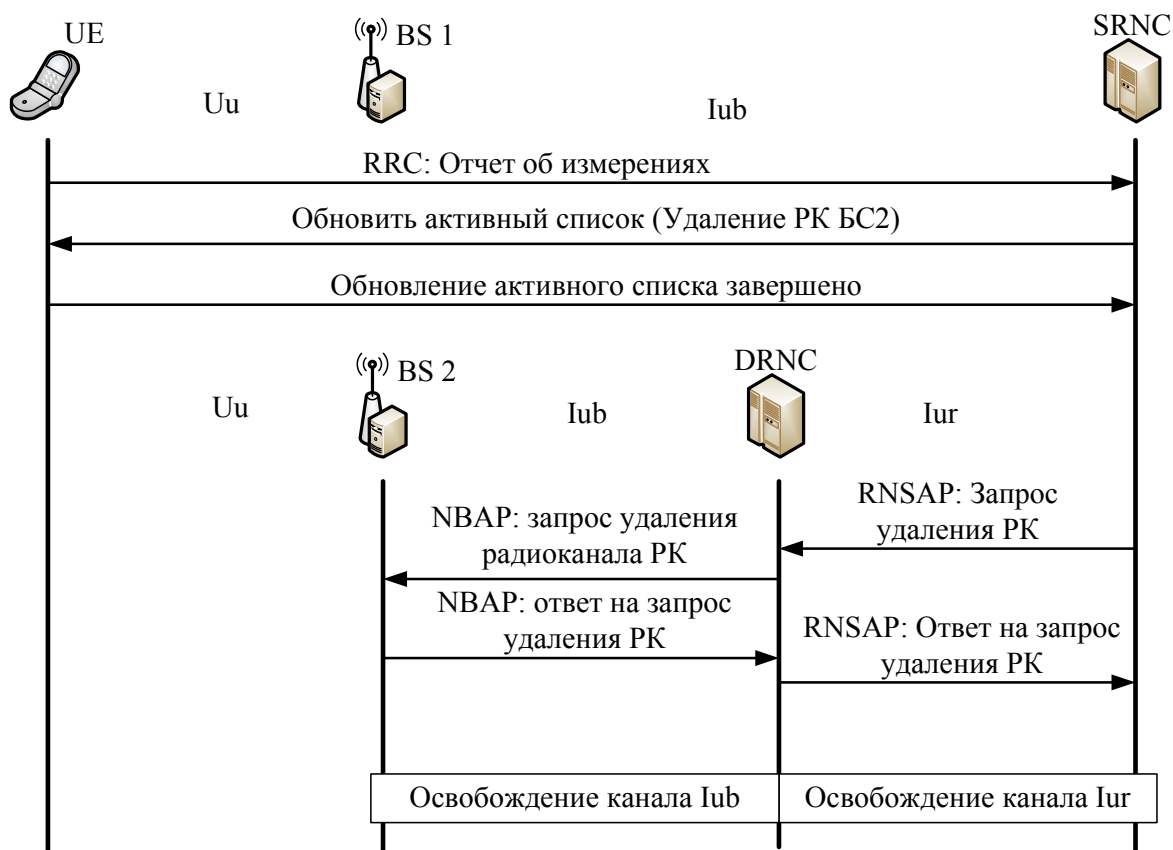 UE
BS 1
SRNC
Uu
Iub
RRC: Отчет об измерениях
Обновить активный список (Удаление РК БС2)
Обновление активного списка завершено
BS 2
DRNC
Uu
Iub
Iur
RNSAP: Запрос
удаления РК
NBAP: запрос удаления
радиоканала РК
NBAP: ответ на запрос
удаления РК
RNSAP: Ответ на запрос
удаления РК
Освобождение канала Iub
Освобождение канала Iur